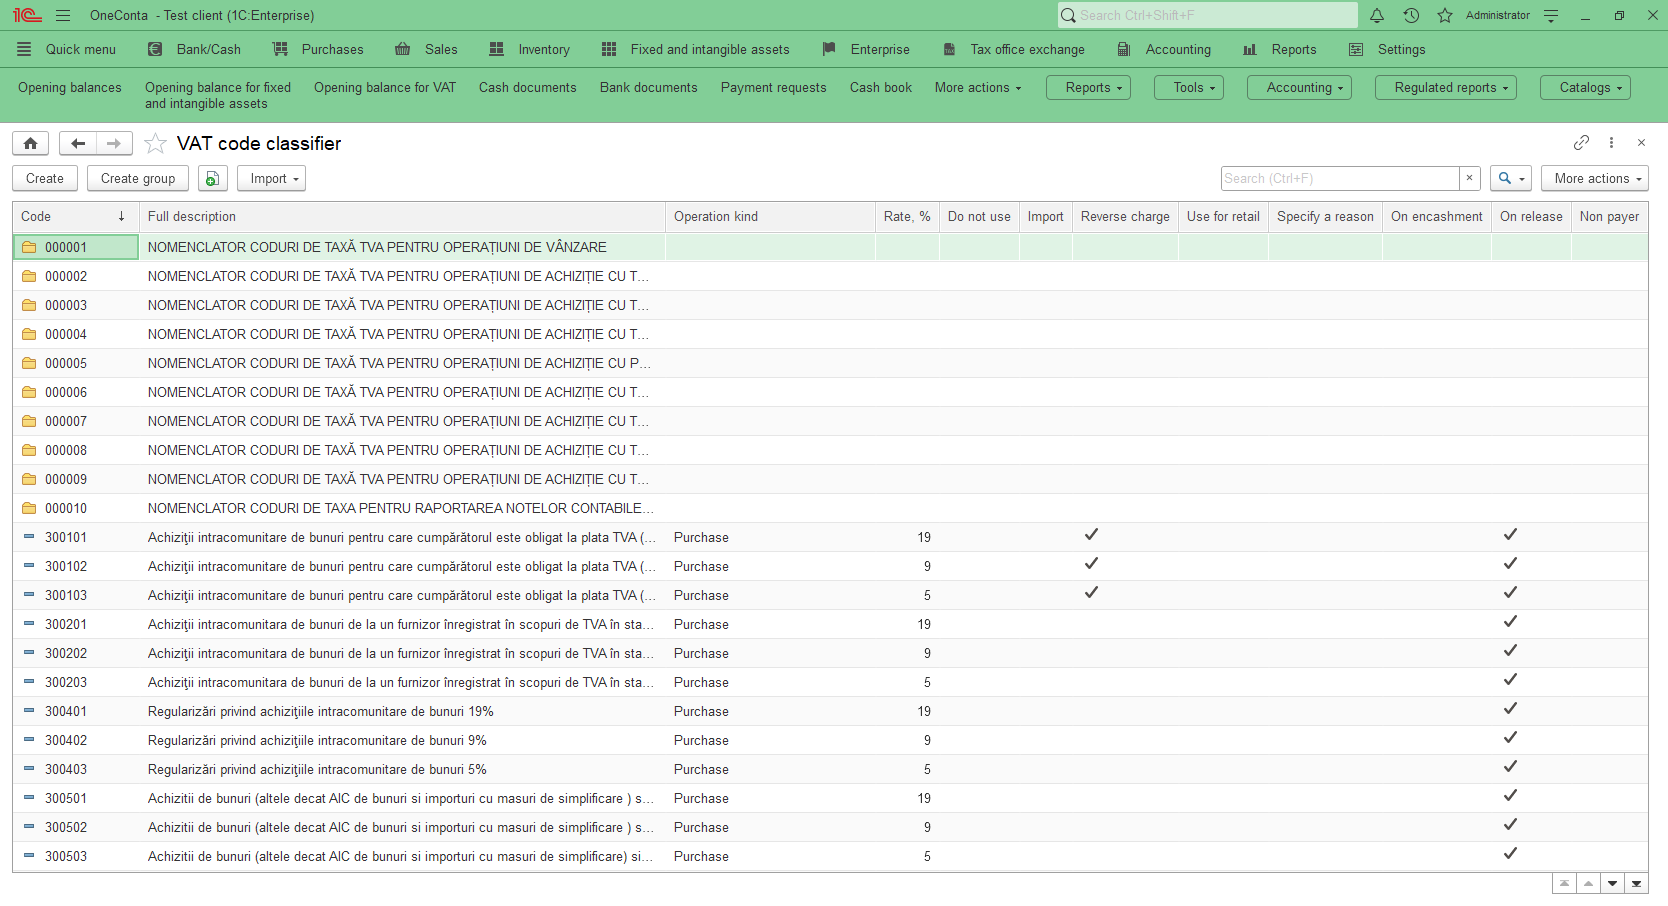 1C OneConta - Test client (1C:Enterprise) Search Ctrl+Shift+F Administrator
Quick menu Bank/Cash Purchases Sales Inventory Fixed and intangible assets Enterprise Tax office exchange Accounting Reports Settings
Opening balances Opening balance for fixed and intangible assets Opening balance for VAT Cash documents Bank documents Payment requests Cash book More actions Reports Tools Accounting Regulated reports Catalogs
VAT code classifier
Create Create group Import Search (Ctrl+F) × More actions
Code ↓ Full description Operation kind Rate, % Do not use Import Reverse charge Use for retail Specify a reason On encashment On release Non payer
000001 NOMENCLATOR CODURI DE TAXĂ TVA PENTRU OPERAȚIUNI DE VÂNZARE
000002 NOMENCLATOR CODURI DE TAXĂ TVA PENTRU OPERAȚIUNI DE ACHIZIȚIE CU T...
000003 NOMENCLATOR CODURI DE TAXĂ TVA PENTRU OPERAȚIUNI DE ACHIZIȚIE CU T...
000004 NOMENCLATOR CODURI DE TAXĂ TVA PENTRU OPERAȚIUNI DE ACHIZIȚIE CU T...
000005 NOMENCLATOR CODURI DE TAXĂ TVA PENTRU OPERAȚIUNI DE ACHIZIȚIE CU P...
000006 NOMENCLATOR CODURI DE TAXĂ TVA PENTRU OPERAȚIUNI DE ACHIZIȚIE CU T...
000007 NOMENCLATOR CODURI DE TAXĂ TVA PENTRU OPERAȚIUNI DE ACHIZIȚIE CU T...
000008 NOMENCLATOR CODURI DE TAXĂ TVA PENTRU OPERAȚIUNI DE ACHIZIȚIE CU T...
000009 NOMENCLATOR CODURI DE TAXĂ TVA PENTRU OPERAȚIUNI DE ACHIZIȚIE CU T...
000010 NOMENCLATOR CODURI DE TAXA PENTRU RAPORTAREA NOTELOR CONTABILE...
300101 Achiziţii intracomunitare de bunuri pentru care cumpărătorul este obligat la plata TVA (... Purchase 19
300102 Achiziţii intracomunitare de bunuri pentru care cumpărătorul este obligat la plata TVA (... Purchase 9
300103 Achiziţii intracomunitare de bunuri pentru care cumpărătorul este obligat la plata TVA (... Purchase 5
300201 Achiziţii intracomunitara de bunuri de la un furnizor înregistrat în scopuri de TVA în sta... Purchase 19
300202 Achiziţii intracomunitara de bunuri de la un furnizor înregistrat în scopuri de TVA în sta... Purchase 9
300203 Achiziţii intracomunitara de bunuri de la un furnizor înregistrat în scopuri de TVA în sta... Purchase 5
300401 Regularizări privind achiziţiile intracomunitare de bunuri 19% Purchase 19
300402 Regularizări privind achiziţiile intracomunitare de bunuri 9% Purchase 9
300403 Regularizări privind achiziţiile intracomunitare de bunuri 5% Purchase 5
300501 Achizitii de bunuri (altele decat AIC de bunuri si importuri cu masuri de simplificare ) s... Purchase 19
300502 Achizitii de bunuri (altele decat AIC de bunuri si importuri cu masuri de simplificare ) s... Purchase 9
300503 Achizitii de bunuri (altele decat AIC de bunuri si importuri cu masuri de simplificare) si... Purchase 5